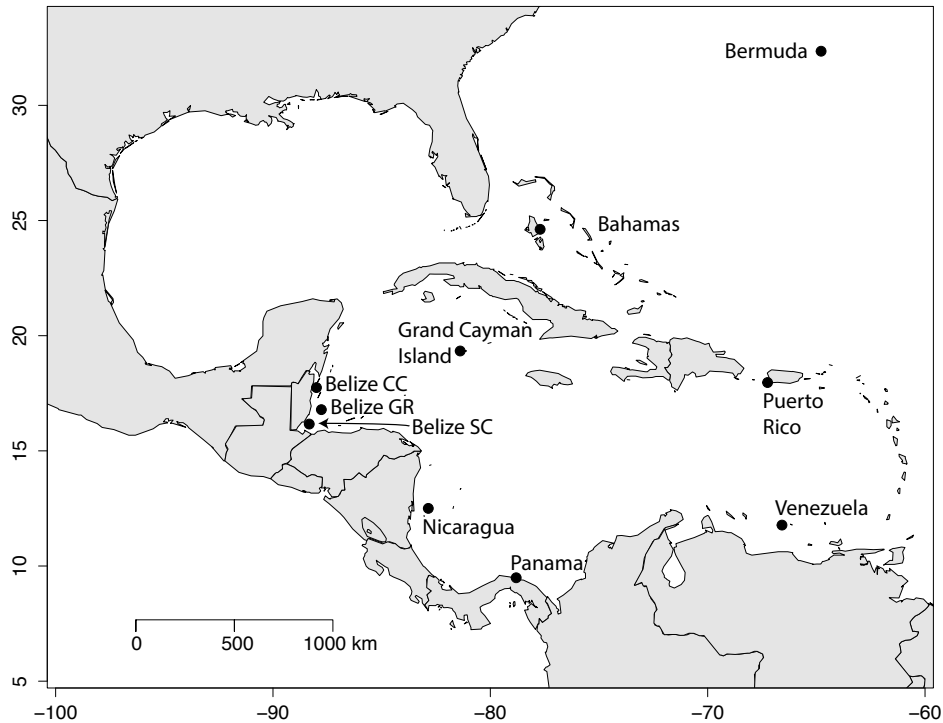 Bermuda
30
25
Bahamas
20
Grand Cayman
Island
Belize CC
Belize GR
Belize SC
Puerto
Rico
15
Venezuela
Nicaragua
10
Panama
0 500 1000 km
5
−100 −90 −80 −70 −60